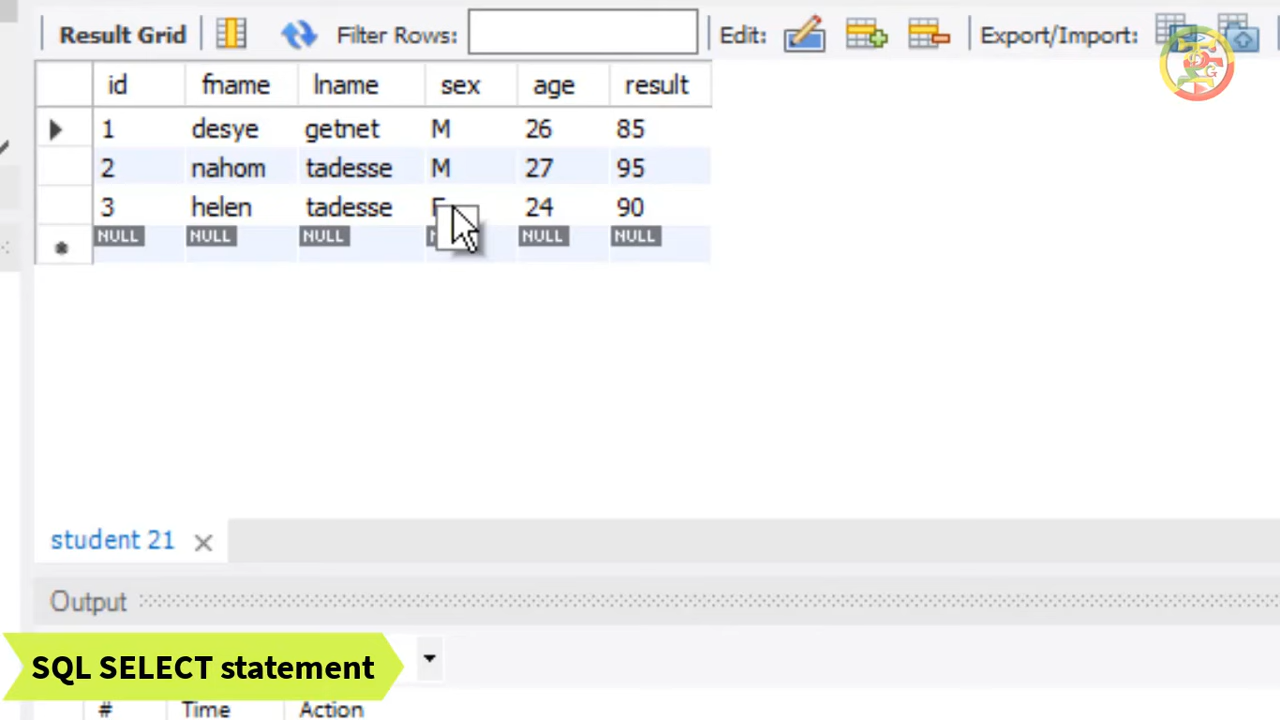 Result Grid Filter Rows: Edit: Export/Import:
id fname lname sex age result
1 desye getnet M 26 85
2 nahom tadesse M 27 95
3 helen tadesse 24 90
NULL NULL NULL NULL NULL
student 21
Output
SQL SELECT statement
# Time Action